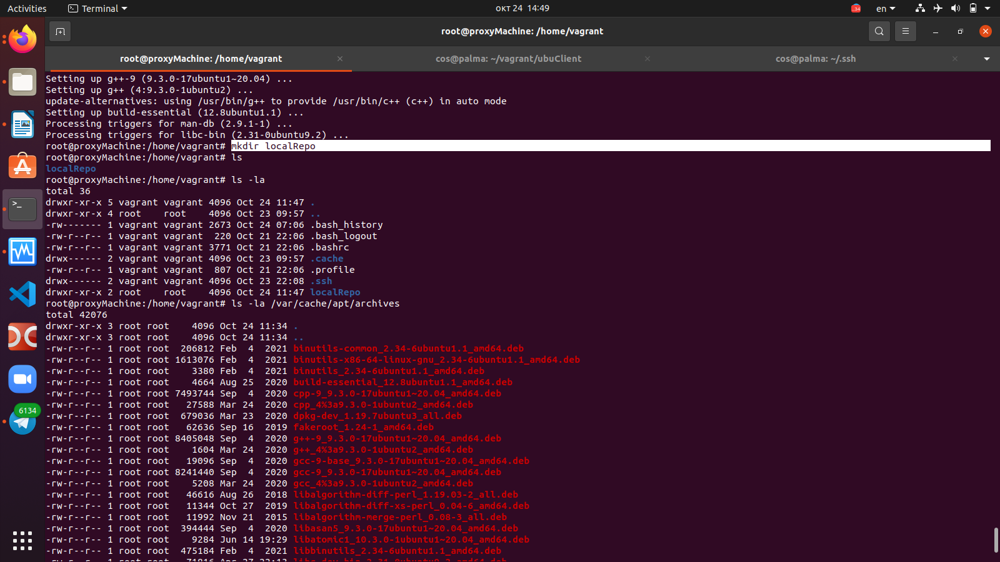 Activities Terminal окт 24 14:49 en
root@proxyMachine: /home/vagrant
root@proxyMachine: /home/vagrant cos@palma: ~/vagrant/ubuClient cos@palma: ~/.ssh
Setting up g++-9 (9.3.0-17ubuntu1~20.04) ...
Setting up g++ (4:9.3.0-1ubuntu2) ...
update-alternatives: using /usr/bin/g++ to provide /usr/bin/c++ (c++) in auto mode
Setting up build-essential (12.8ubuntu1.1) ...
Processing triggers for man-db (2.9.1-1) ...
Processing triggers for libc-bin (2.31-0ubuntu9.2) ...
root@proxyMachine:/home/vagrant# mkdir localRepo
root@proxyMachine:/home/vagrant# ls
localRepo
root@proxyMachine:/home/vagrant# ls -la
total 36
drwxr-xr-x 5 vagrant vagrant 4096 Oct 24 11:47 .
drwxr-xr-x 4 root    root    4096 Oct 23 09:57 ..
-rw------- 1 vagrant vagrant 2673 Oct 24 07:06 .bash_history
-rw-r--r-- 1 vagrant vagrant  220 Oct 21 22:06 .bash_logout
-rw-r--r-- 1 vagrant vagrant 3771 Oct 21 22:06 .bashrc
drwx------ 2 vagrant vagrant 4096 Oct 23 09:57 .cache
-rw-r--r-- 1 vagrant vagrant  807 Oct 21 22:06 .profile
drwx------ 2 vagrant vagrant 4096 Oct 23 22:08 .ssh
drwxr-xr-x 2 root    root    4096 Oct 24 11:47 localRepo
root@proxyMachine:/home/vagrant# ls -la /var/cache/apt/archives
total 42076
drwxr-xr-x 3 root root    4096 Oct 24 11:34 .
drwxr-xr-x 3 root root    4096 Oct 24 11:34 ..
-rw-r--r-- 1 root root  206812 Feb  4  2021 binutils-common_2.34-6ubuntu1.1_amd64.deb
-rw-r--r-- 1 root root 1613076 Feb  4  2021 binutils-x86-64-linux-gnu_2.34-6ubuntu1.1_amd64.deb
-rw-r--r-- 1 root root    3380 Feb  4  2021 binutils_2.34-6ubuntu1.1_amd64.deb
-rw-r--r-- 1 root root    4664 Aug 25  2020 build-essential_12.8ubuntu1.1_amd64.deb
-rw-r--r-- 1 root root 7493744 Sep  4  2020 cpp-9_9.3.0-17ubuntu1~20.04_amd64.deb
-rw-r--r-- 1 root root   27588 Mar 24  2020 cpp_4%3a9.3.0-1ubuntu2_amd64.deb
-rw-r--r-- 1 root root  679036 Mar 23  2020 dpkg-dev_1.19.7ubuntu3_all.deb
-rw-r--r-- 1 root root   62636 Sep 16  2019 fakeroot_1.24-1_amd64.deb
-rw-r--r-- 1 root root 8405048 Sep  4  2020 g++-9_9.3.0-17ubuntu1~20.04_amd64.deb
-rw-r--r-- 1 root root    1604 Mar 24  2020 g++_4%3a9.3.0-1ubuntu2_amd64.deb
-rw-r--r-- 1 root root   19096 Sep  4  2020 gcc-9-base_9.3.0-17ubuntu1~20.04_amd64.deb
-rw-r--r-- 1 root root 8241440 Sep  4  2020 gcc-9_9.3.0-17ubuntu1~20.04_amd64.deb
-rw-r--r-- 1 root root    5208 Mar 24  2020 gcc_4%3a9.3.0-1ubuntu2_amd64.deb
-rw-r--r-- 1 root root   46616 Aug 26  2018 libalgorithm-diff-perl_1.19.03-2_all.deb
-rw-r--r-- 1 root root   11344 Oct 27  2019 libalgorithm-diff-xs-perl_0.04-6_amd64.deb
-rw-r--r-- 1 root root   11992 Nov 21  2015 libalgorithm-merge-perl_0.08-3_all.deb
-rw-r--r-- 1 root root  394444 Sep  4  2020 libasan5_9.3.0-17ubuntu1~20.04_amd64.deb
-rw-r--r-- 1 root root    9284 Jun 14 19:29 libatomic1_10.3.0-1ubuntu1~20.04_amd64.deb
-rw-r--r-- 1 root root  475184 Feb  4  2021 libbinutils_2.34-6ubuntu1.1_amd64.deb
6134